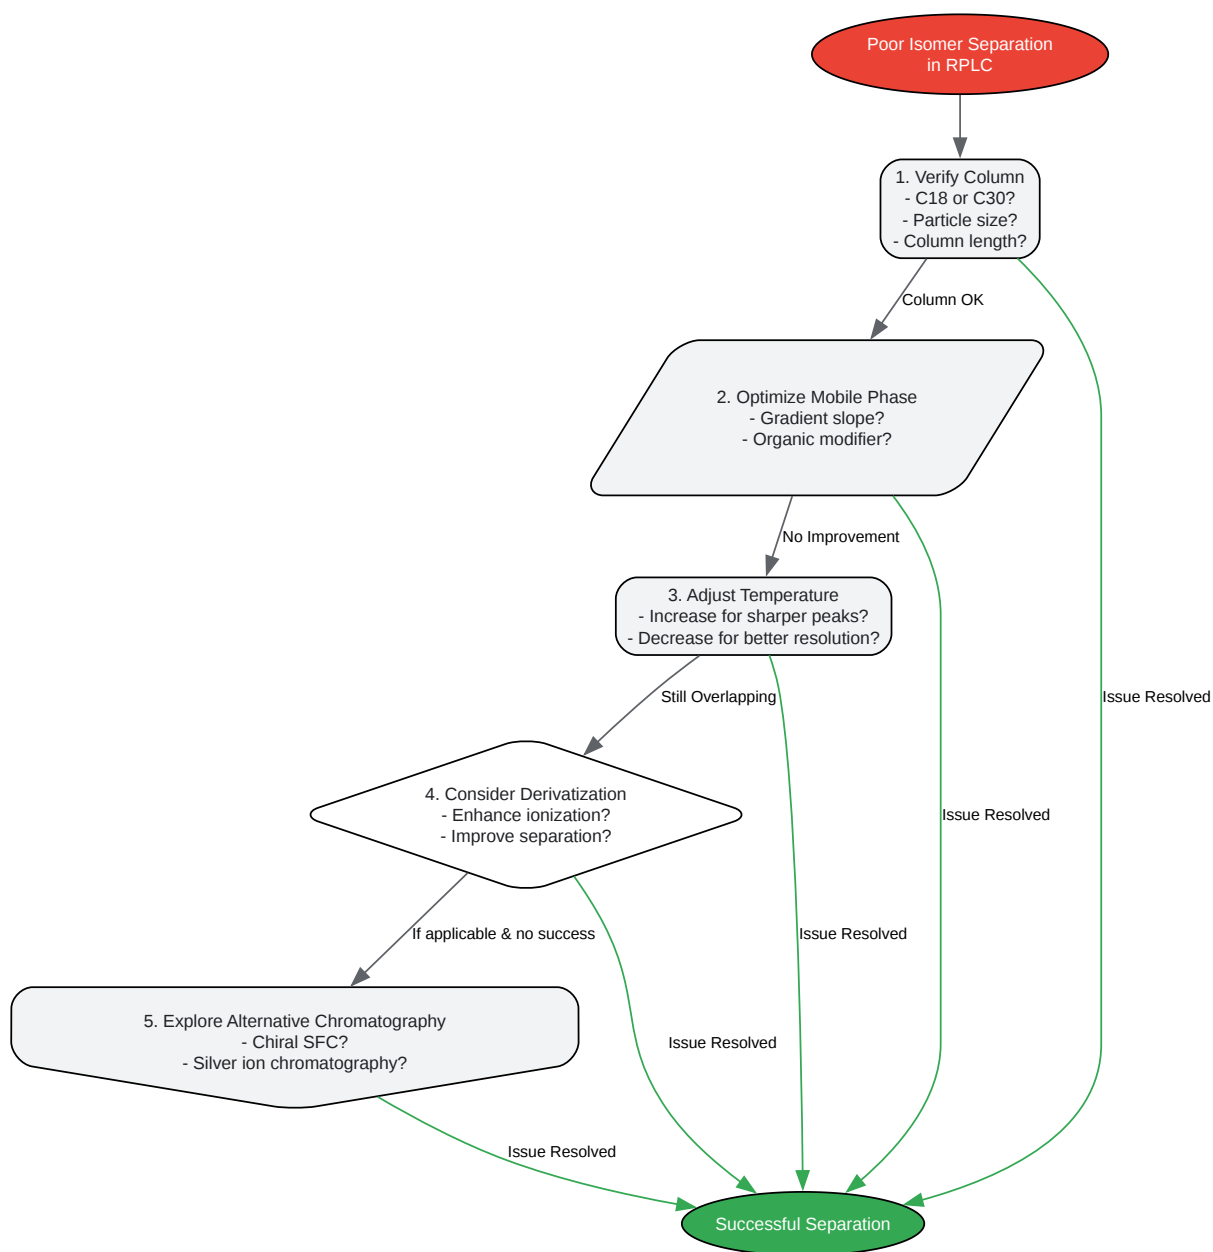 Poor Isomer Separation
in RPLC
1. Verify Column
- C18 or C30?
- Particle size?
- Column length?
Column OK
2. Optimize Mobile Phase
- Gradient slope?
- Organic modifier?
No Improvement
3. Adjust Temperature
- Increase for sharper peaks?
- Decrease for better resolution?
Still Overlapping
Issue Resolved
4. Consider Derivatization
- Enhance ionization?
- Improve separation?
Issue Resolved
If applicable & no success
Issue Resolved
5. Explore Alternative Chromatography
- Chiral SFC?
- Silver ion chromatography?
Issue Resolved
Issue Resolved
Successful Separation